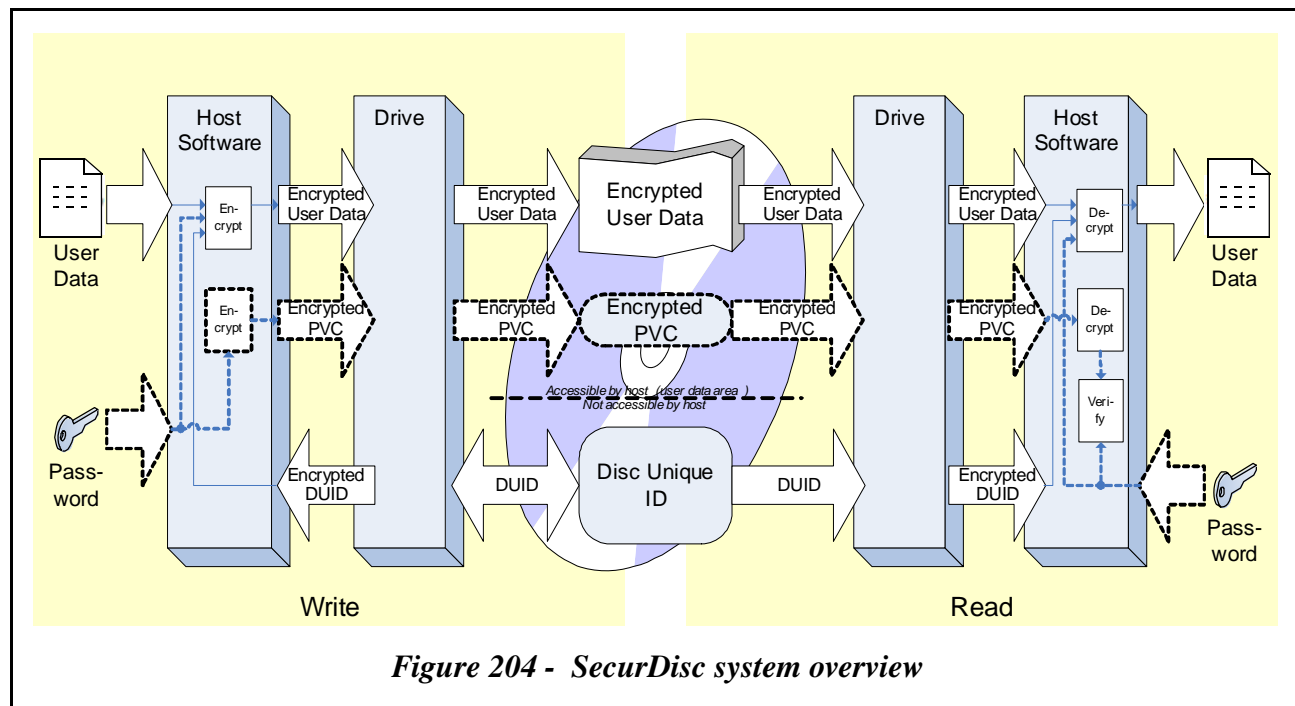 Host
Software
Drive
Drive
Host
Software
User
Data
En-
crypt
Encrypted
User Data
Encrypted
User Data
Encrypted
User Data
Encrypted
User Data
Encrypted
User Data
De-
crypt
User
Data
En-
crypt
Encrypted
PVC
Encrypted
PVC
Encrypted
PVC
Encrypted
PVC
Encrypted
PVC
De-
crypt
Accessible by host (user data area )
Not accessible by host
Veri-
fy
Pass-
word
Encrypted
DUID
DUID
Disc Unique
ID
DUID
Encrypted
DUID
Pass-
word
Write
Read
Figure 204 - SecurDisc system overview